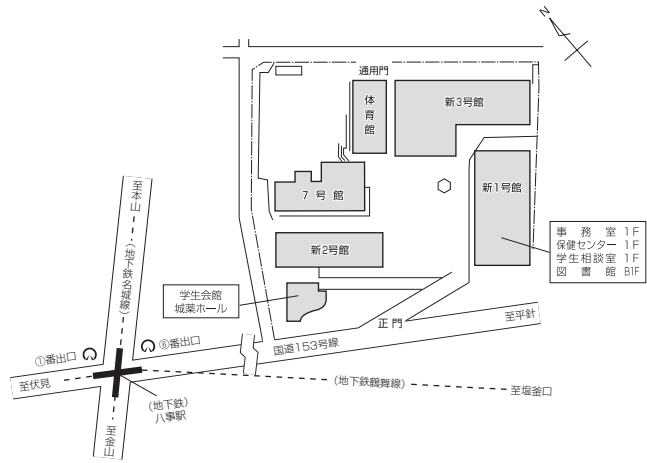 N
通用門
体育館
新3号館
7号館
新1号館
事務室 1F
保健センター 1F
学生相談室 1F
図書館 B1F
新2号館
学生会館
城薬ホール
正門
至平針
国道153号線
至本山
(地下鉄名城線)
①番出口
⑥番出口
至伏見
(地下鉄)
八事駅
至金山
(地下鉄鶴舞線)
至塩釜口